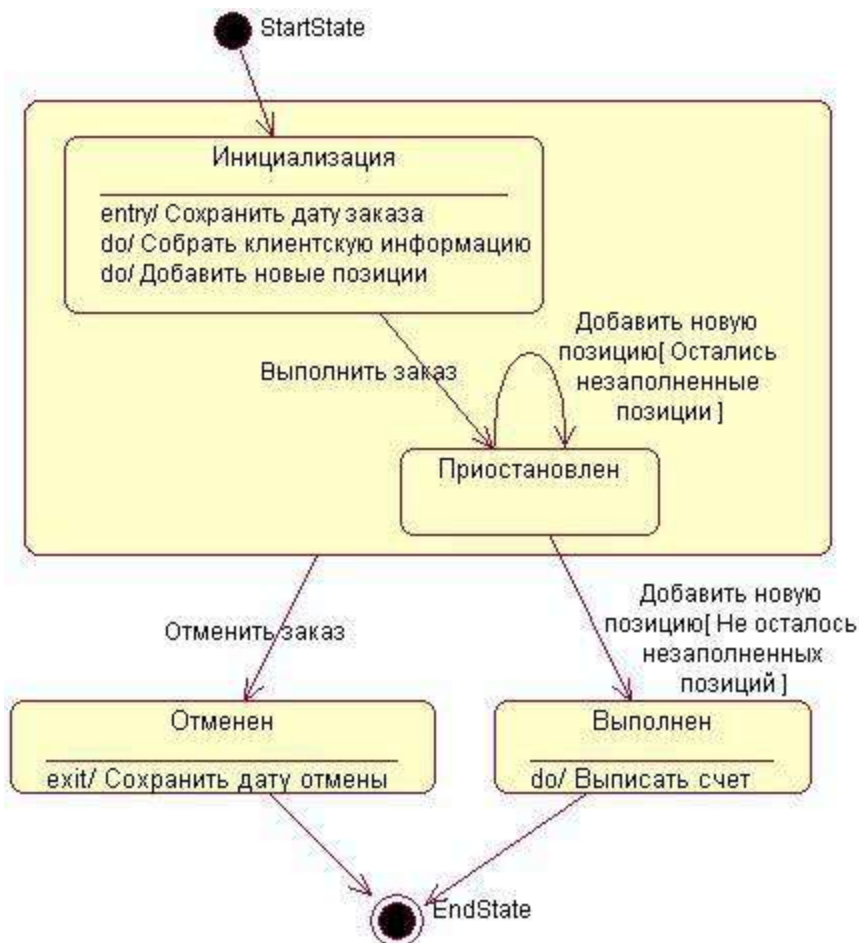 StartState
Инициализация
entry/ Сохранить дату заказа
do/ Собрать клиентскую информацию
do/ Добавить новые позиции
Добавить новую
позицию[ Остались
незаполненные
позиции ]
Выполнить заказ
Приостановлен
Добавить новую
позицию[ Не осталось
незаполненных
позиций ]
Отменить заказ
Отменен
exit/ Сохранить дату отмены
Выполнен
do/ Выписать счет
EndState